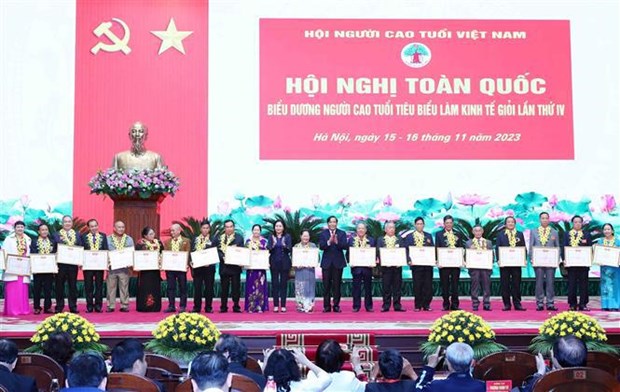 HỘI NGƯỜI CAO TUỔI VIỆT NAM
HỘI NGHỊ TOÀN QUỐC
BIỂU DƯƠNG NGƯỜI CAO TUỔI TIÊU BIỂU LÀM KINH TẾ GIỎI LẦN THỨ IV
Hà Nội, ngày 15 - 16 tháng 11 năm 2023